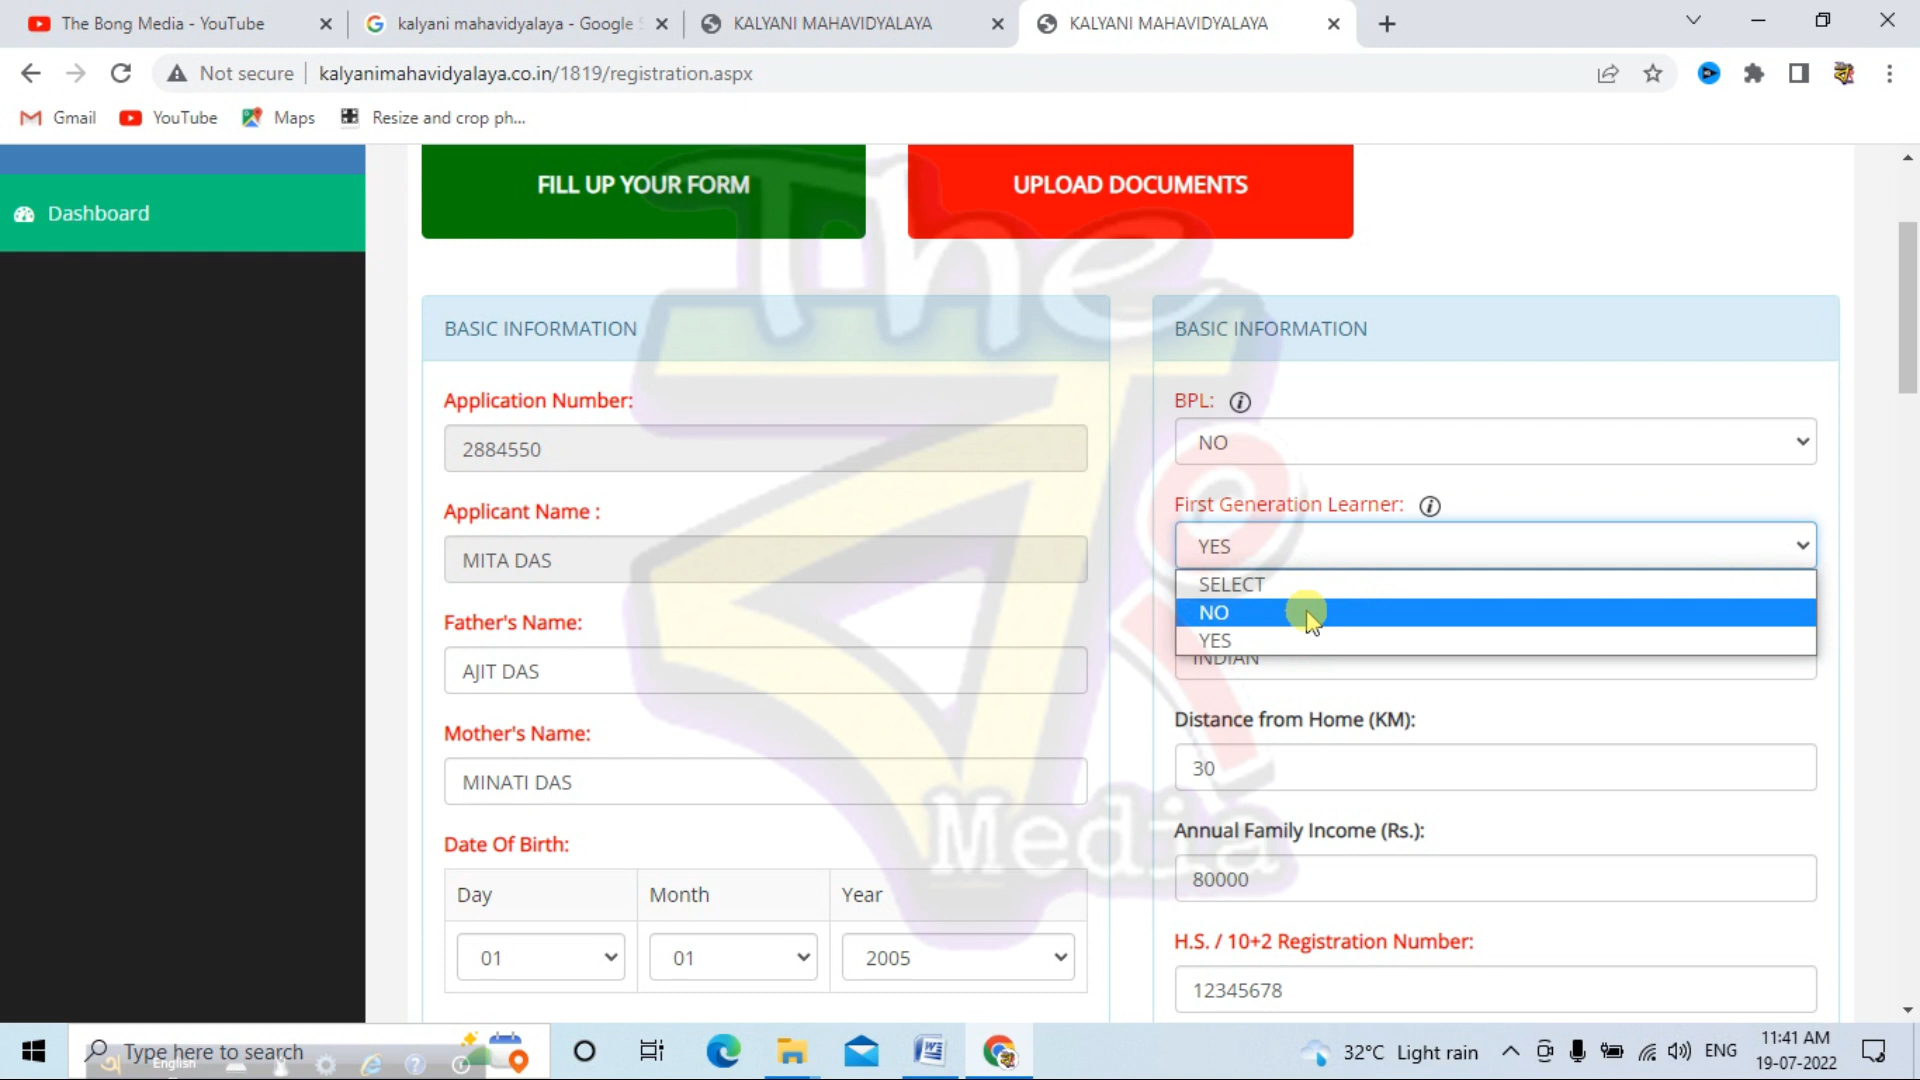 The Bong Media - YouTube
kalyani mahavidyalaya - Google
KALYANI MAHAVIDYALAYA
KALYANI MAHAVIDYALAYA
Not secure
kalyanimahavidyalaya.co.in/1819/registration.aspx
Gmail
YouTube
Maps
Resize and crop ph...
Dashboard
FILL UP YOUR FORM
UPLOAD DOCUMENTS
The
Media
BASIC INFORMATION
Application Number:
2884550
Applicant Name :
MITA DAS
Father's Name:
AJIT DAS
Mother's Name:
MINATI DAS
Date Of Birth:
Day Month Year
01 01 2005
BASIC INFORMATION
BPL:
NO
First Generation Learner:
YES
SELECT
NO
YES
INDIAN
Distance from Home (KM):
30
Annual Family Income (Rs.):
80000
H.S. / 10+2 Registration Number:
12345678
Type here to search
English
32°C Light rain
ENG
11:41 AM
19-07-2022